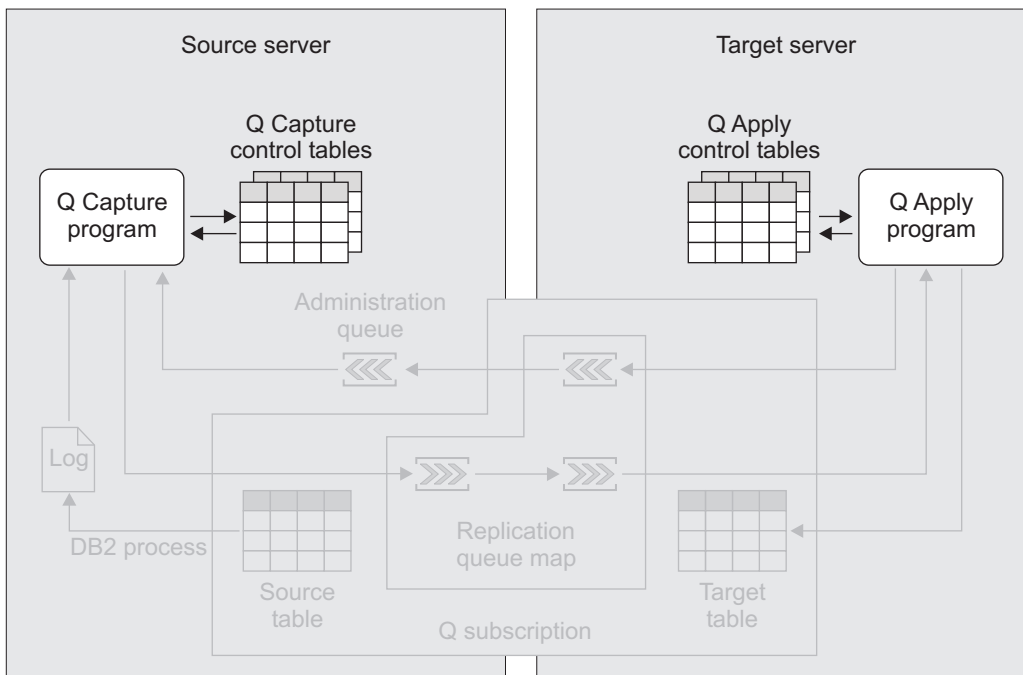 Source server
Target server
Q Capture
control tables
Q Apply
control tables
Q Capture
program
Q Apply
program
Administration
queue
Log
DB2 process
Source
table
Replication
queue map
Target
table
Q subscription